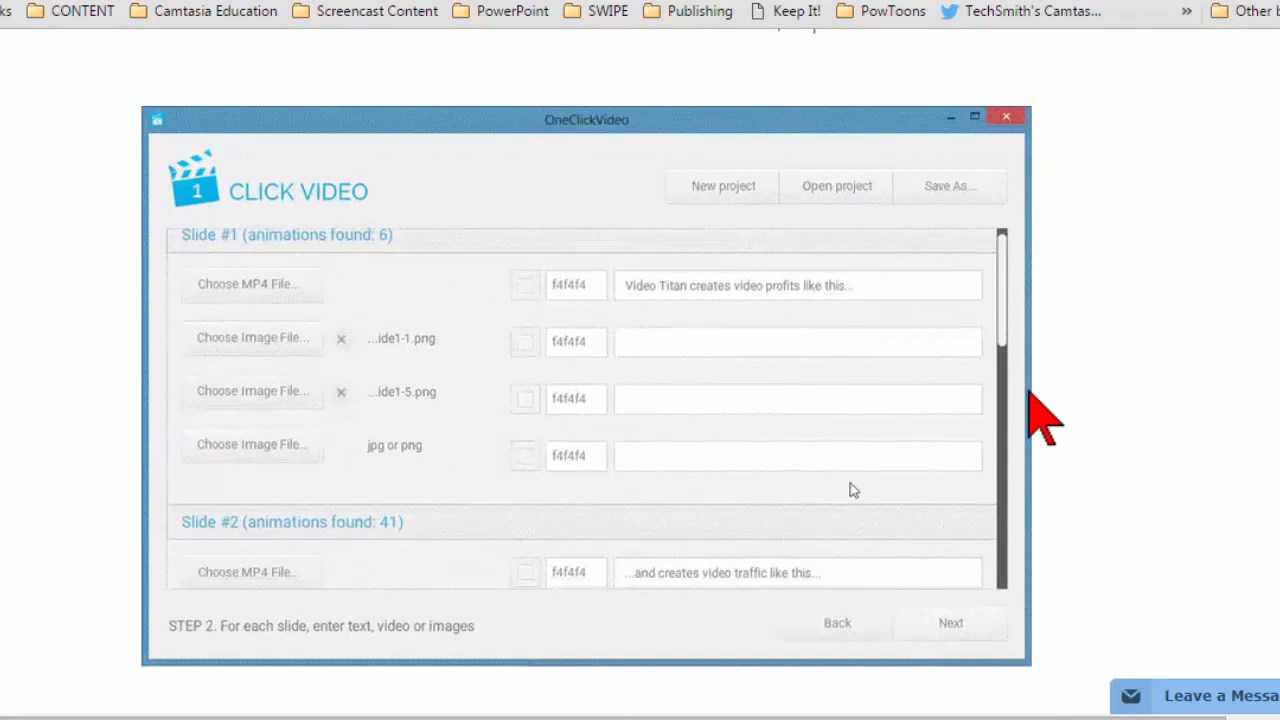 ks CONTENT Camtasia Education Screencast Content PowerPoint SWIPE Publishing Keep It! PowToons TechSmith's Camtas... » Other b
OneClickVideo
1 CLICK VIDEO
New project Open project Save As...
Slide #1 (animations found: 6)
Choose MP4 File... f4f4f4 Video Titan creates video profits like this...
Choose Image File... × ...ide1-1.png f4f4f4
Choose Image File... × ...ide1-5.png f4f4f4
Choose Image File... jpg or png f4f4f4
Slide #2 (animations found: 41)
Choose MP4 File... f4f4f4 ...and creates video traffic like this...
STEP 2. For each slide, enter text, video or images Back Next
Leave a Messa